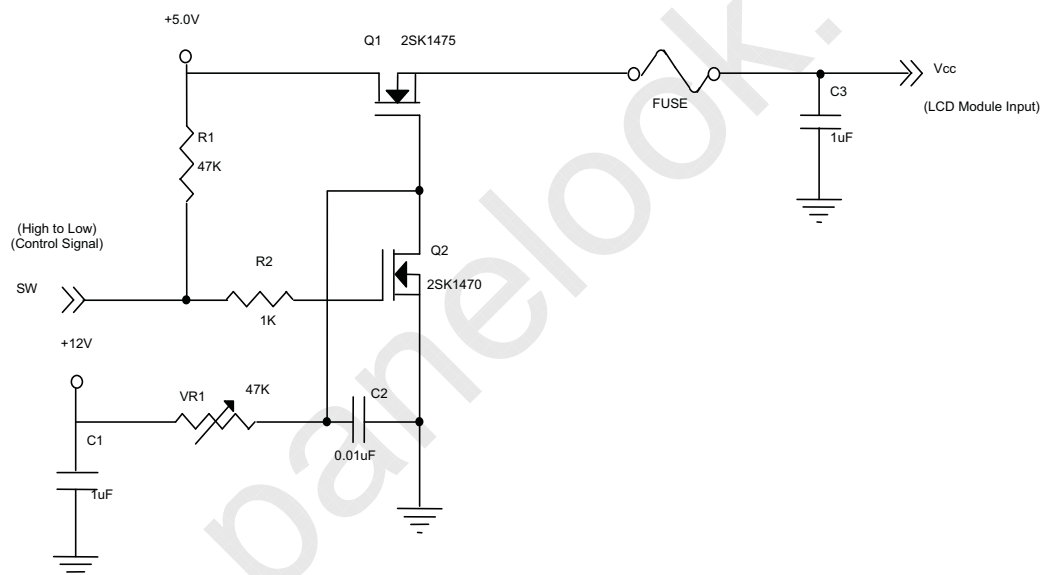 +5.0V
Q1 2SK1475
Vcc
FUSE
C3
(LCD Module Input)
1uF
R1
47K
(High to Low)
(Control Signal)
SW
R2
1K
Q2
2SK1470
+12V
VR1
47K
C2
0.01uF
C1
1uF
panelook.